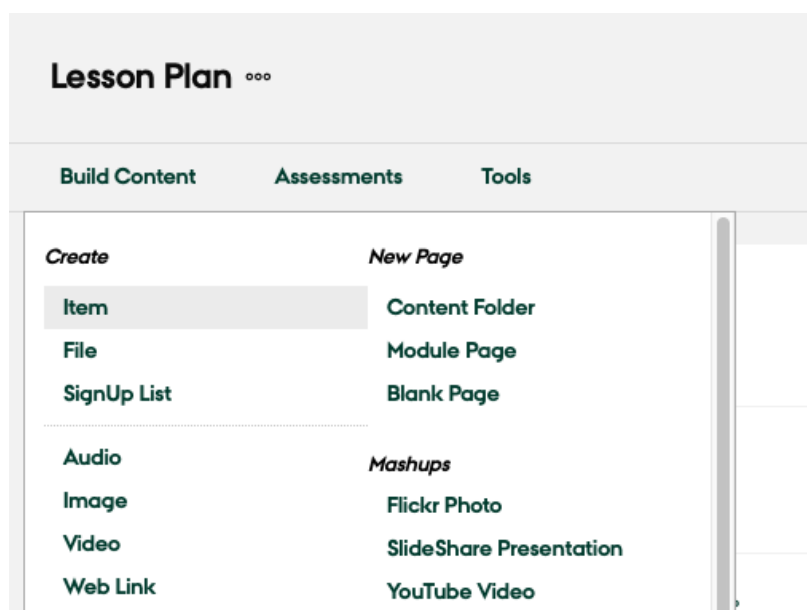 Lesson Plan
Build Content Assessments Tools
Create
Item
File
SignUp List
Audio
Image
Video
Web Link
New Page
Content Folder
Module Page
Blank Page
Mashups
Flickr Photo
SlideShare Presentation
YouTube Video